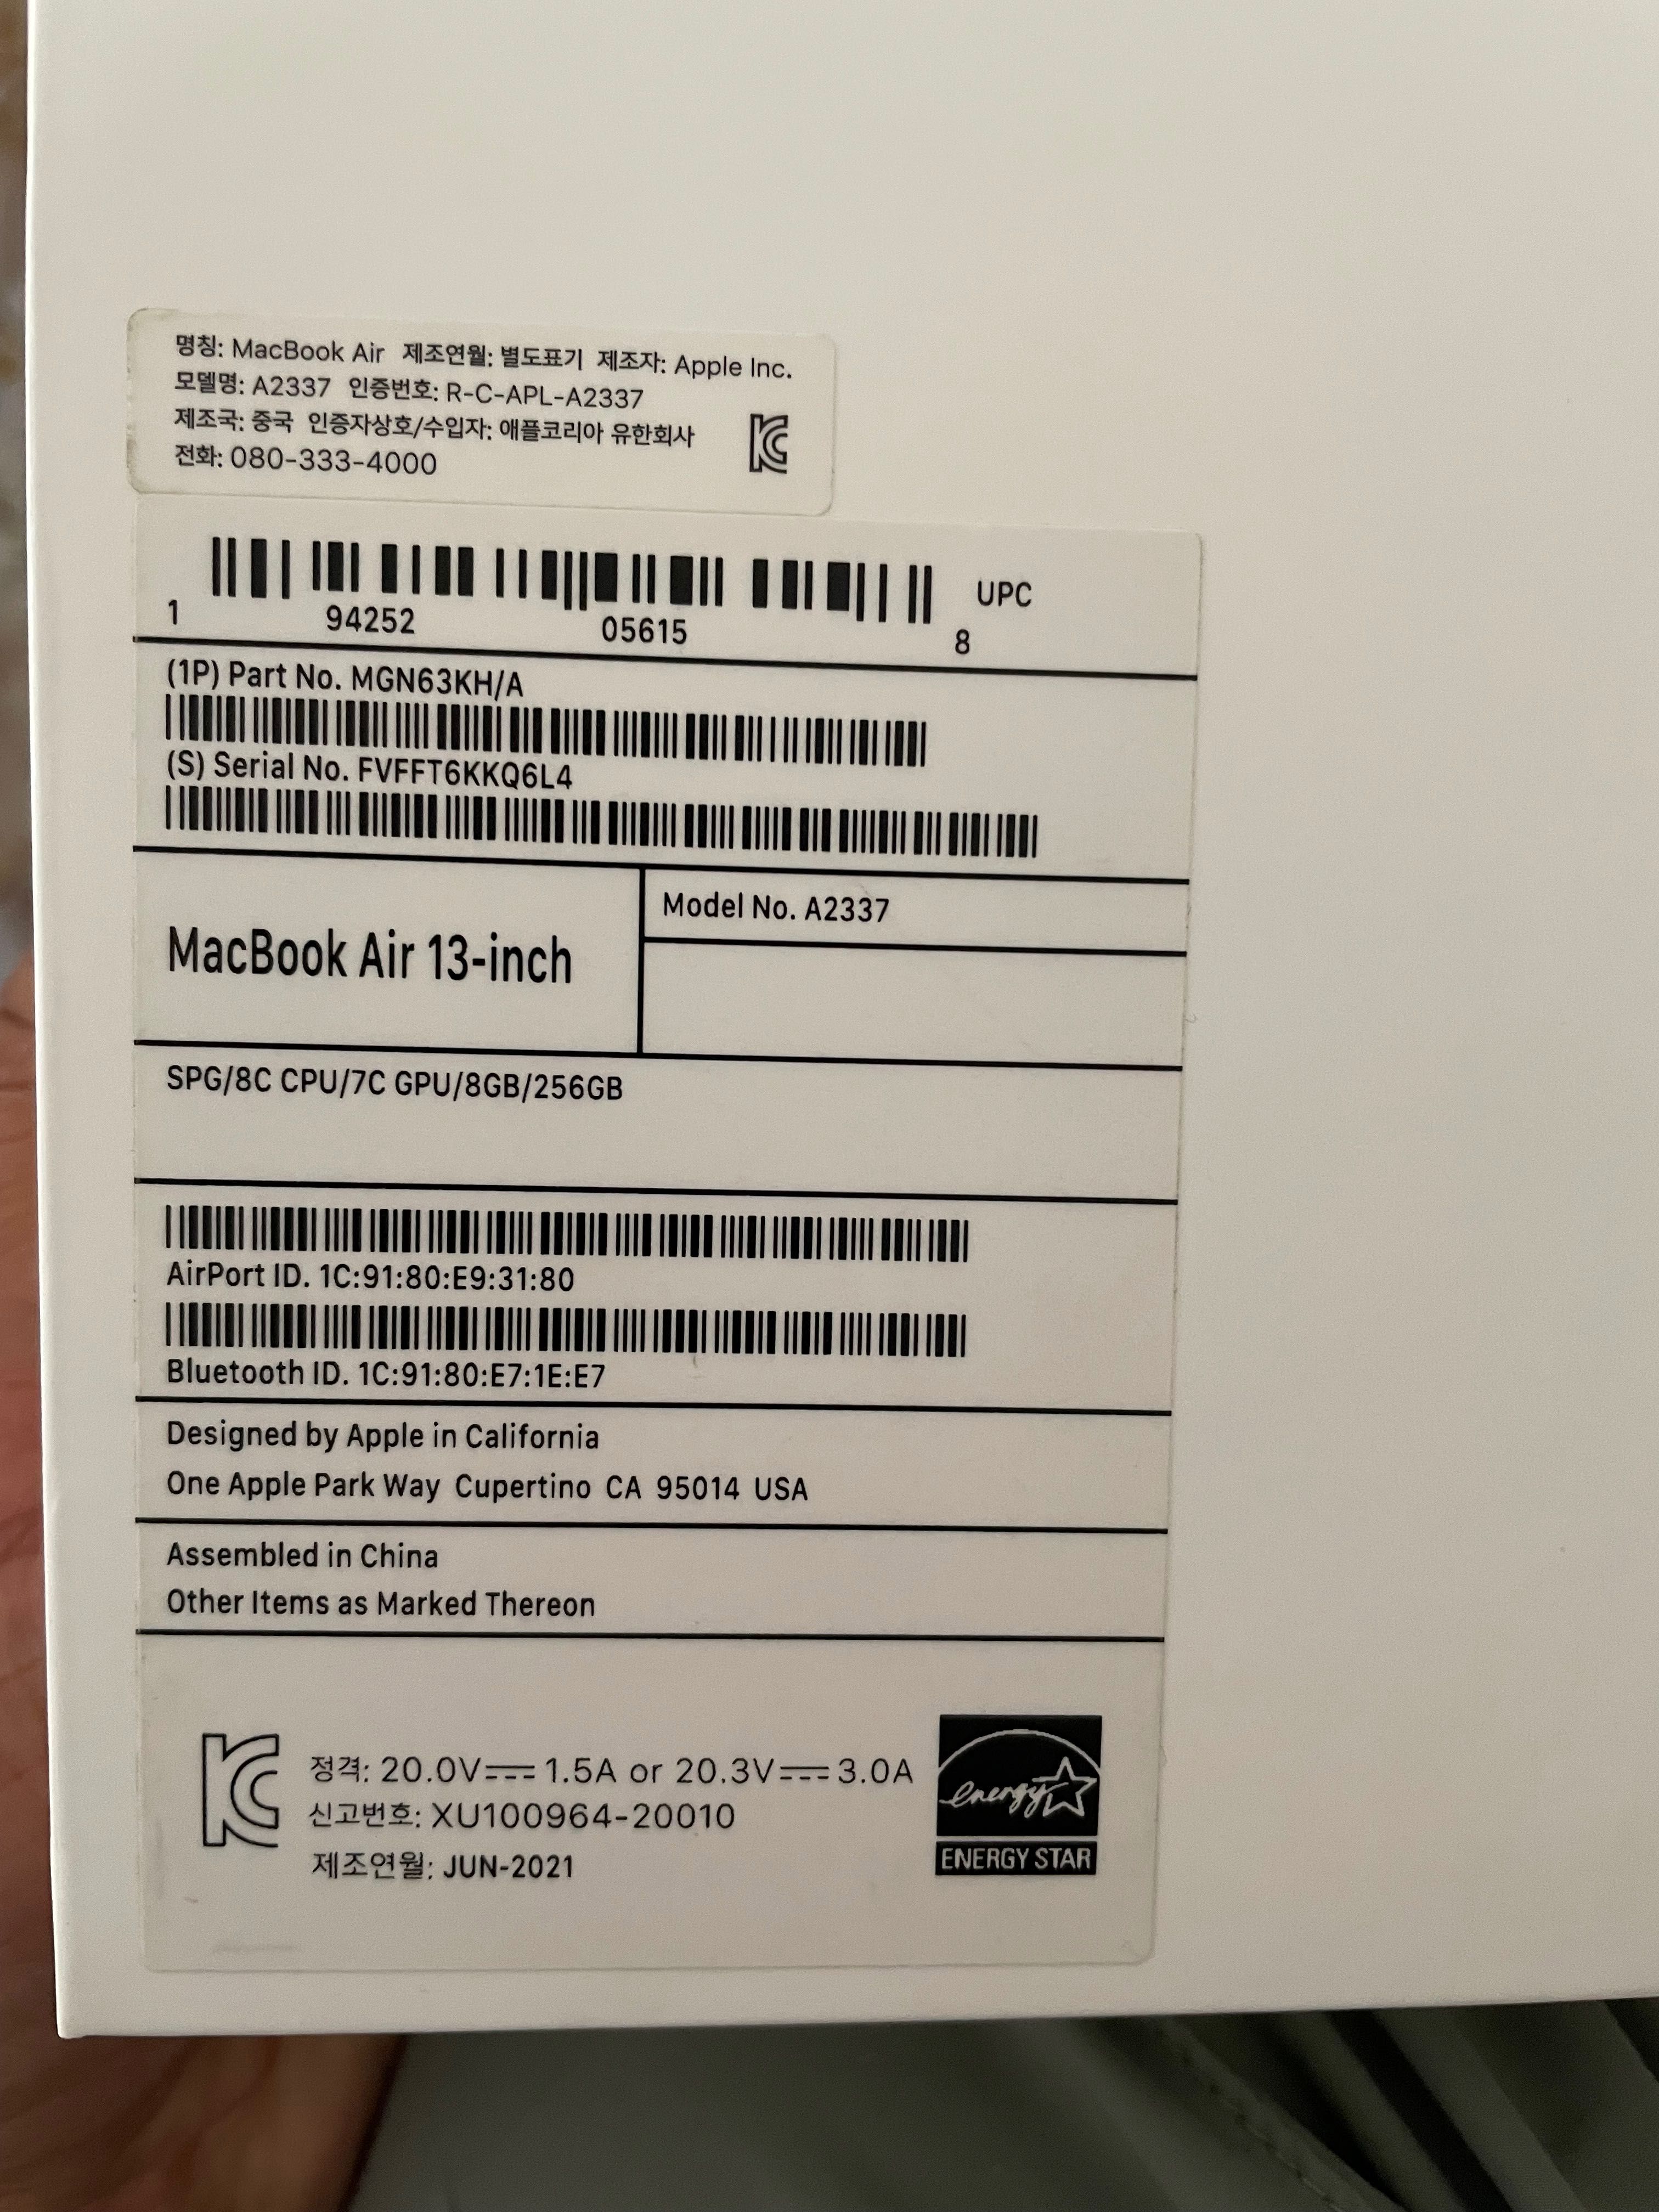 명칭: MacBook Air 제조연월: 별도표기 제조자: Apple Inc.
모델명: A2337 인증번호: R-C-APL-A2337
제조국: 중국 인증자상호/수입자: 애플코리아 유한회사
전화: 080-333-4000
UPC
1 94252 05615 8
(1P) Part No. MGN63KH/A
(S) Serial No. FVFFT6KKQ6L4
MacBook Air 13-inch
Model No. A2337
SPG/8C CPU/7C GPU/8GB/256GB
AirPort ID. 1C:91:80:E9:31:80
Bluetooth ID. 1C:91:80:E7:1E:E7
Designed by Apple in California
One Apple Park Way Cupertino CA 95014 USA
Assembled in China
Other Items as Marked Thereon
정격: 20.0V⎓1.5A or 20.3V⎓3.0A
신고번호: XU100964-20010
제조연월: JUN-2021
energy
ENERGY STAR